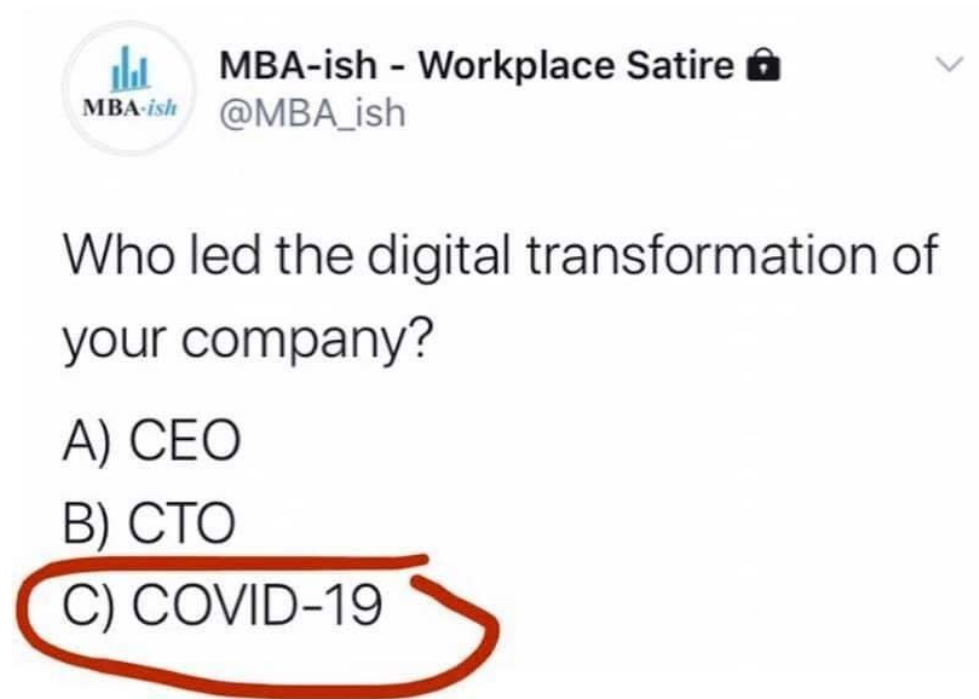 MBA-ish
MBA-ish - Workplace Satire
@MBA_ish
Who led the digital transformation of
your company?
A) CEO
B) CTO
C) COVID-19